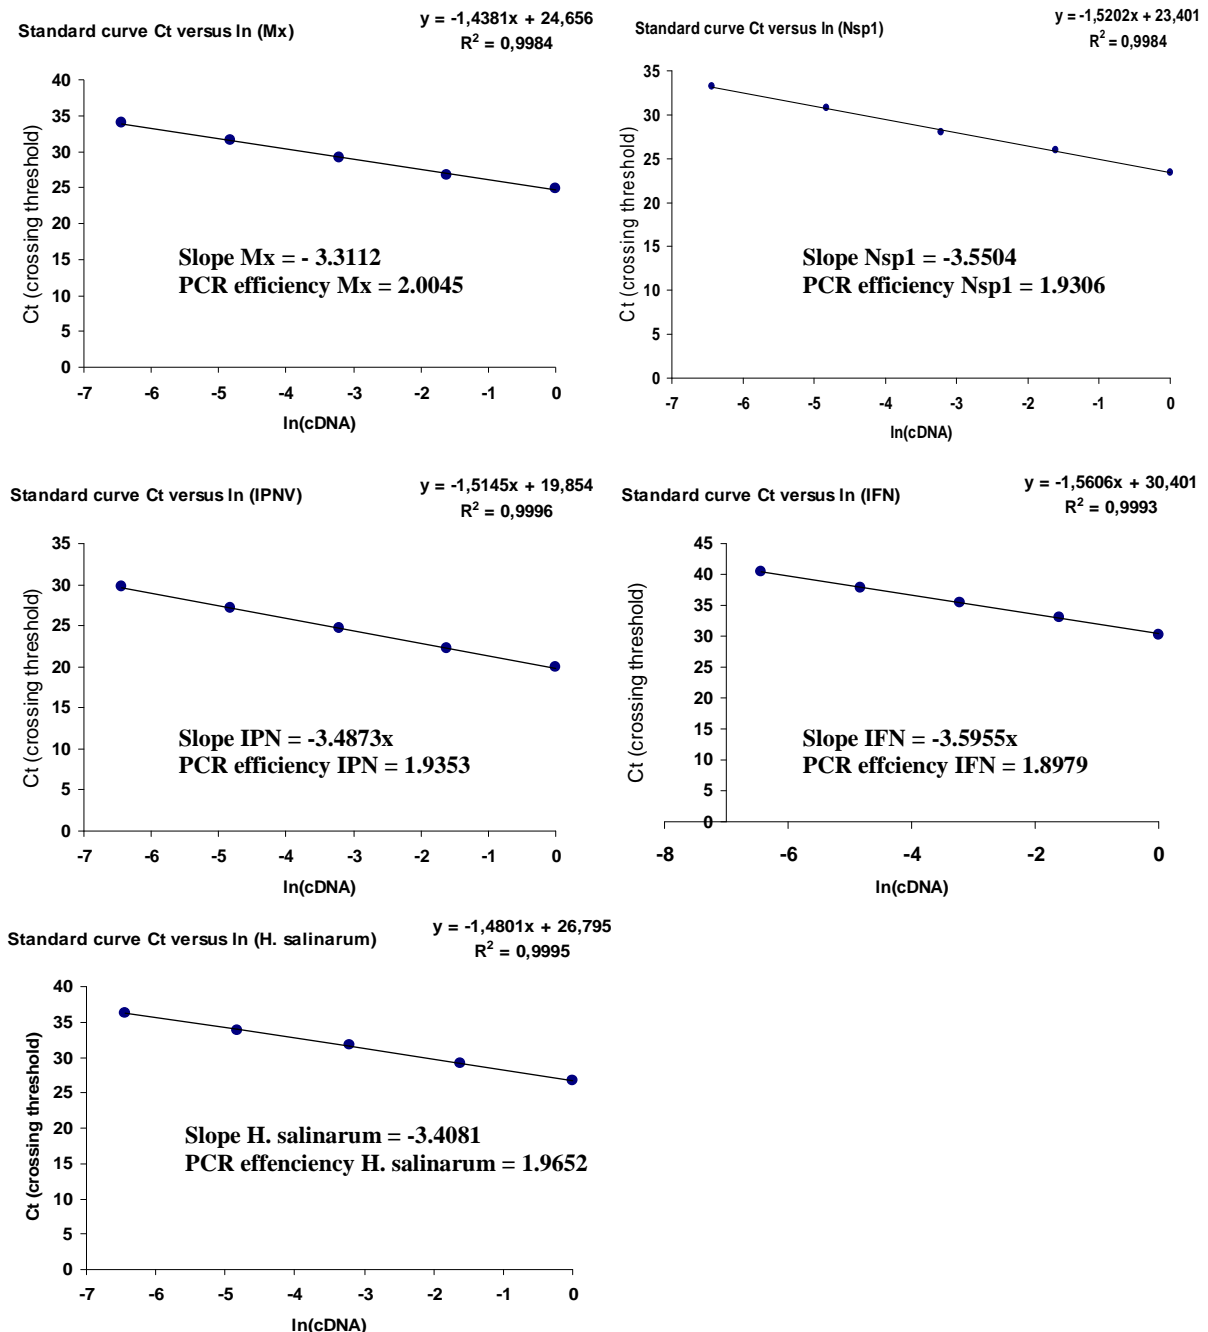 Standard curve Ct versus ln (Mx)
y = -1,4381x + 24,656
R2 = 0,9984
40
35
30
25
20
15
10
5
0
Ct (crossing threshold)
Slope Mx = - 3.3112
PCR efficiency Mx = 2.0045
-7 -6 -5 -4 -3 -2 -1 0
ln(cDNA)
Standard curve Ct versus ln (Nsp1)
y = -1,5202x + 23,401
R2 = 0,9984
35
30
25
20
15
10
5
0
Ct (crossing threshold)
Slope Nsp1 = -3.5504
PCR efficiency Nsp1 = 1.9306
-7 -6 -5 -4 -3 -2 -1 0
ln(cDNA)
Standard curve Ct versus ln (IPNV)
y = -1,5145x + 19,854
R2 = 0,9996
35
30
25
20
15
10
5
0
Ct (crossing threshold)
Slope IPN = -3.4873x
PCR efficiency IPN = 1.9353
-7 -6 -5 -4 -3 -2 -1 0
ln(cDNA)
Standard curve Ct versus ln (IFN)
y = -1,5606x + 30,401
R2 = 0,9993
45
40
35
30
25
20
15
10
5
0
Ct (crossing threshold)
Slope IFN = -3.5955x
PCR effciency IFN = 1.8979
-8 -6 -4 -2 0
ln(cDNA)
Standard curve Ct versus ln (H. salinarum)
y = -1,4801x + 26,795
R2 = 0,9995
40
35
30
25
20
15
10
5
0
Ct (crossing threshold)
Slope H. salinarum = -3.4081
PCR effenciency H. salinarum = 1.9652
-7 -6 -5 -4 -3 -2 -1 0
ln(cDNA)